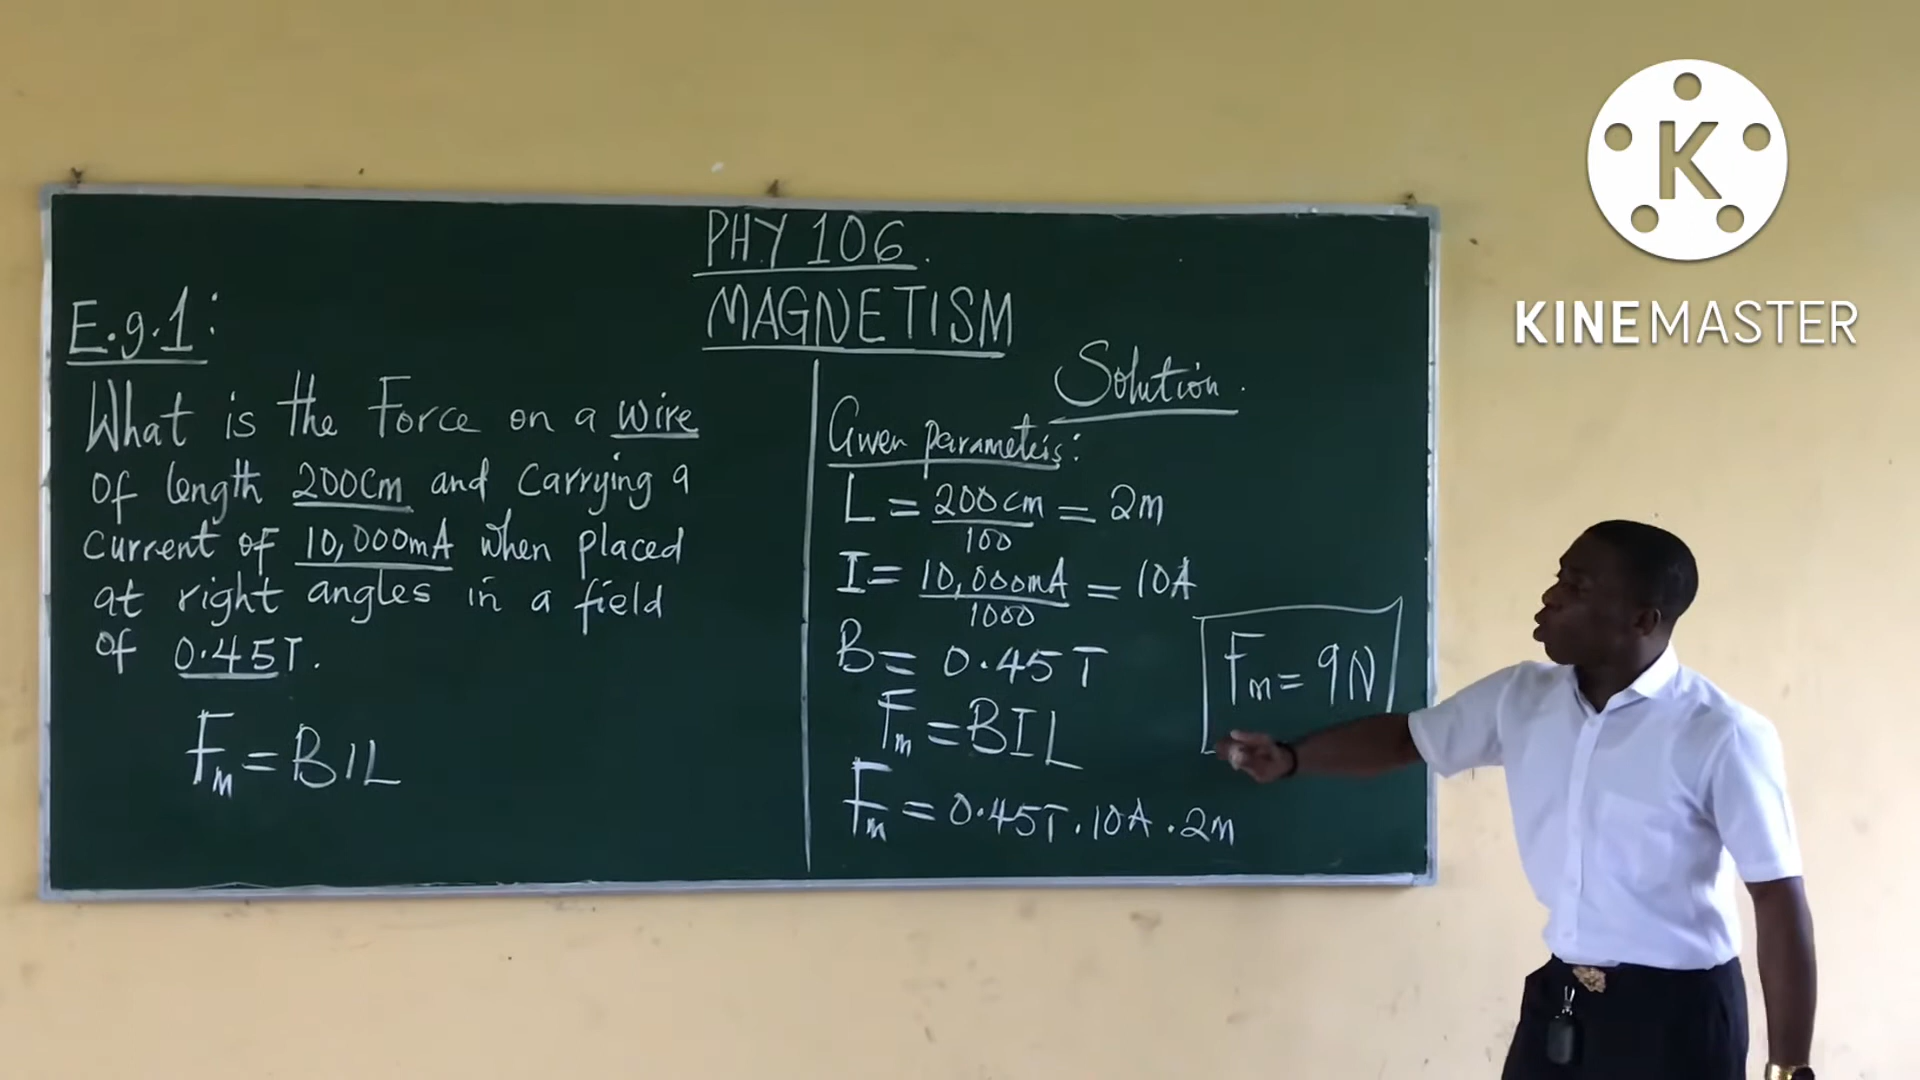 PHY 106.
MAGNETISM
E.g.1:
What is the Force on a wire
of length 200cm and carrying a
current of 10,000mA when placed
at right angles in a field
of 0.45T.
Fm = BIL
Solution.
Given parameters:
L = 200cm/100 = 2m
I = 10,000mA/1000 = 10A
B = 0.45T
Fm = BIL
Fm = 0.45T.10A.2m
Fm = 9N
K
KINEMASTER